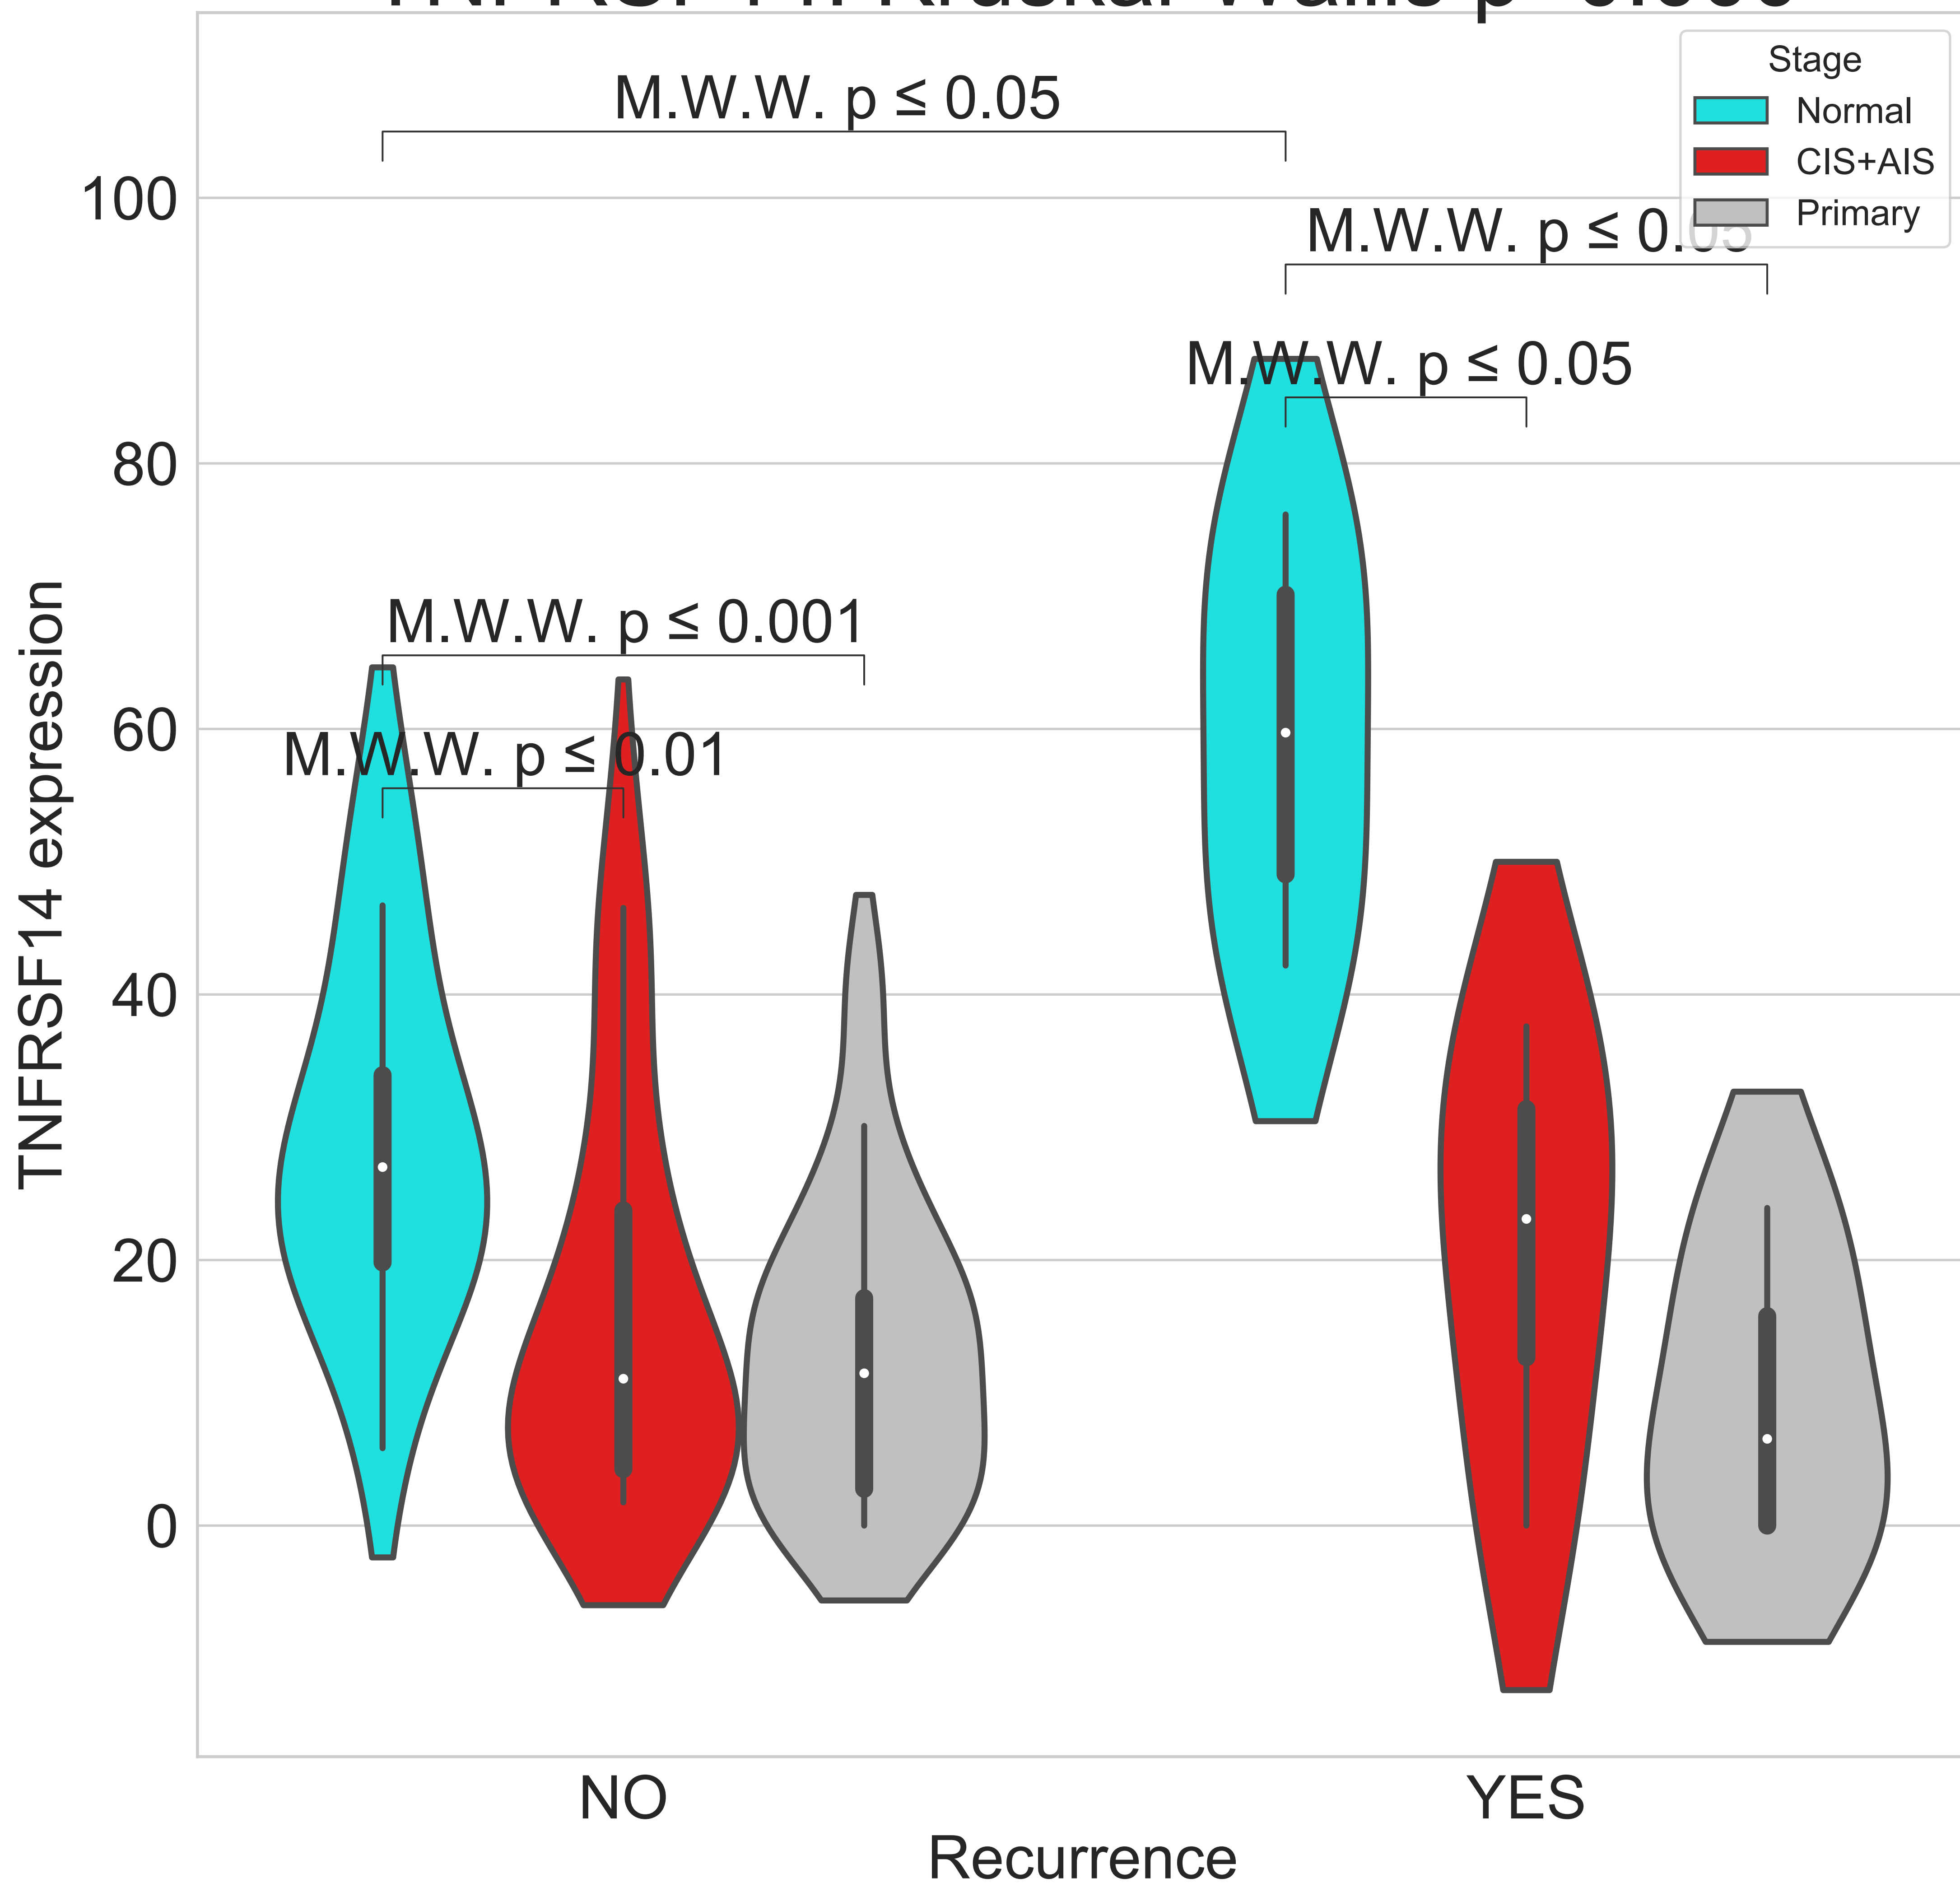 Stage
Normal
CIS+AIS
Primary
M.W.W. p ≤ 0.05
M.W.W. p ≤ 0.05
M.W.W. p ≤ 0.05
M.W.W. p ≤ 0.001
M.W.W. p ≤ 0.01
100
80
60
40
20
0
TNFRSF14 expression
NO
YES
Recurrence